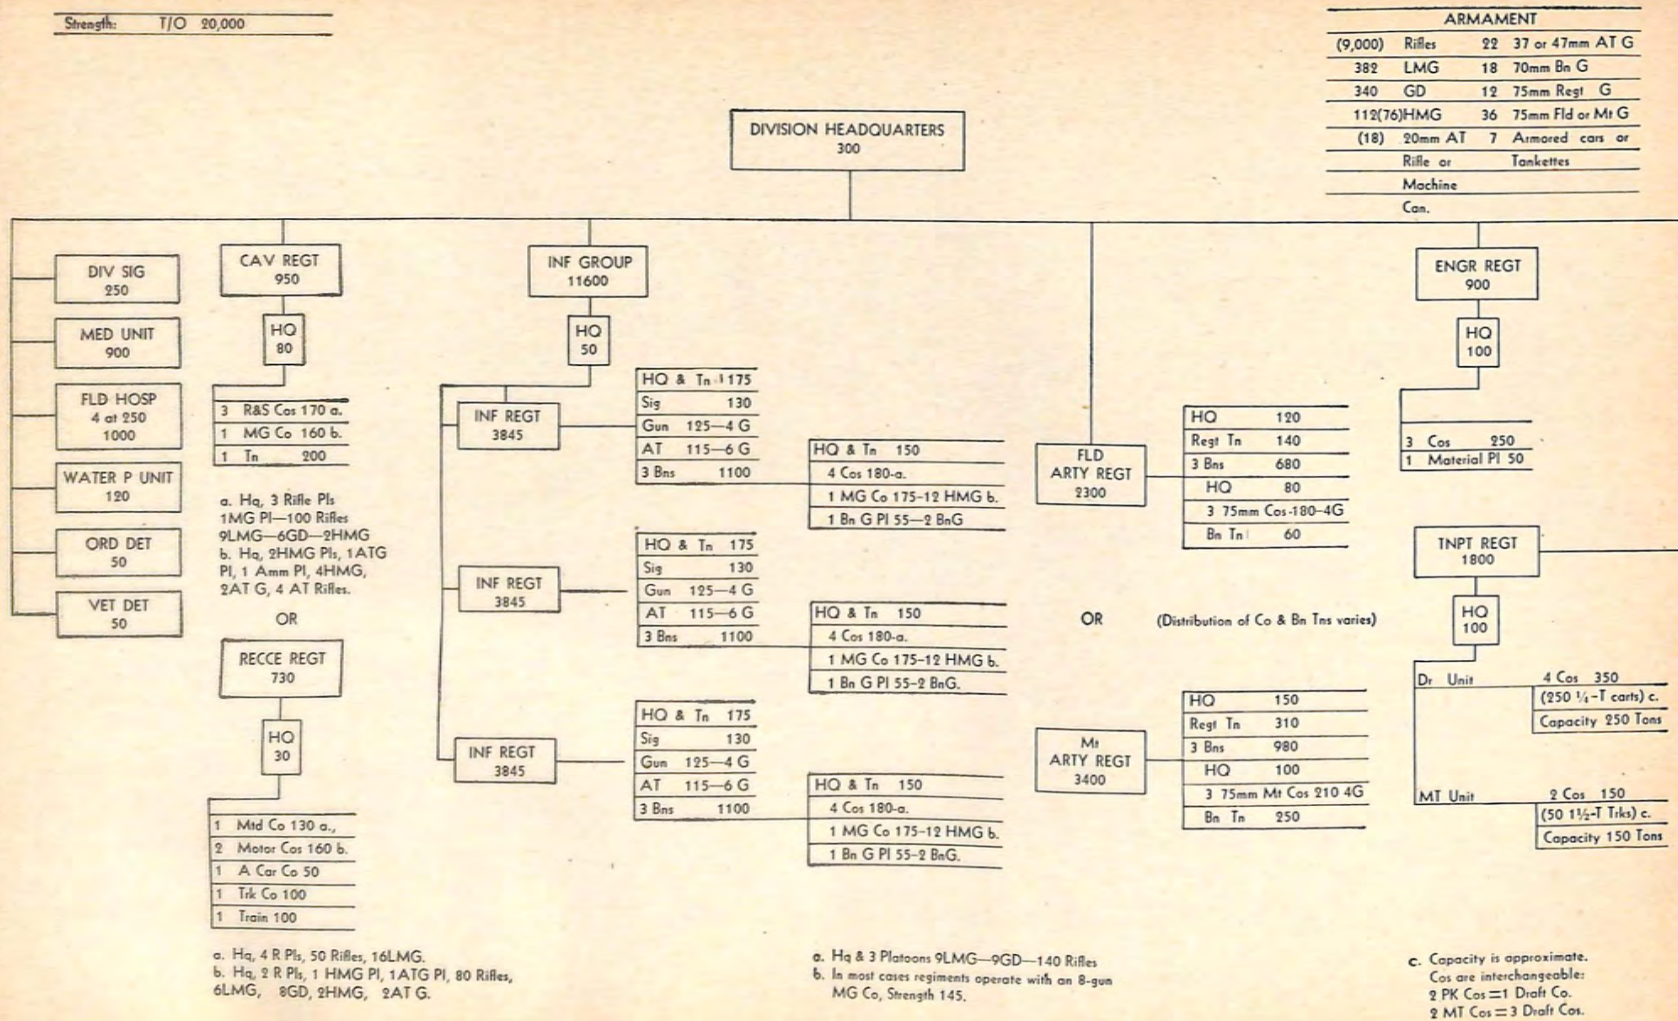 Strength: T/O 20,000
ARMAMENT
(9,000) Rifles 22 37 or 47mm AT G
382 LMG 18 70mm Bn G
340 GD 12 75mm Regt G
112(76)HMG 36 75mm Fld or Mt G
(18) 20mm AT 7 Armored cars or
Rifle or Tankettes
Machine
Can.
DIVISION HEADQUARTERS
300
DIV SIG
250
MED UNIT
900
FLD HOSP
4 at 250
1000
WATER P UNIT
120
ORD DET
50
VET DET
50
CAV REGT
950
HQ
80
3 R&S Cos 170 a.
1 MG Co 160 b.
1 Tn 200
a. Hq, 3 Rifle Pls
1MG Pl—100 Rifles
9LMG—6GD—2HMG
b. Hq, 2HMG Pls, 1ATG
Pl, 1 Amm Pl, 4HMG,
2AT G, 4 AT Rifles.
OR
RECCE REGT
730
HQ
30
1 Mtd Co 130 a.,
2 Motor Cos 160 b.
1 A Car Co 50
1 Trk Co 100
1 Train 100
a. Hq, 4 R Pls, 50 Rifles, 16LMG.
b. Hq, 2 R Pls, 1 HMG Pl, 1ATG Pl, 80 Rifles,
6LMG, 8GD, 2HMG, 2AT G.
INF GROUP
11600
HQ
50
INF REGT
3845
HQ & Tn 175
Sig 130
Gun 125—4 G
AT 115—6 G
3 Bns 1100
HQ & Tn 150
4 Cos 180-a.
1 MG Co 175-12 HMG b.
1 Bn G Pl 55—2 BnG
INF REGT
3845
HQ & Tn 175
Sig 130
Gun 125—4 G
AT 115—6 G
3 Bns 1100
HQ & Tn 150
4 Cos 180-a.
1 MG Co 175-12 HMG b.
1 Bn G Pl 55-2 BnG.
INF REGT
3845
HQ & Tn 175
Sig 130
Gun 125—4 G
AT 115—6 G
3 Bns 1100
HQ & Tn 150
4 Cos 180-a.
1 MG Co 175-12 HMG b.
1 Bn G Pl 55-2 BnG.
a. Hq & 3 Platoons 9LMG—9GD—140 Rifles
b. In most cases regiments operate with an 8-gun
MG Co, Strength 145.
FLD
ARTY REGT
2300
HQ 120
Regt Tn 140
3 Bns 680
HQ 80
3 75mm Cos-180-4G
Bn Tn 60
OR (Distribution of Co & Bn Tns varies)
Mt
ARTY REGT
3400
HQ 150
Regt Tn 310
3 Bns 980
HQ 100
3 75mm Mt Cos 210 4G
Bn Tn 250
ENGR REGT
900
HQ
100
3 Cos 250
1 Material Pl 50
TNPT REGT
1800
HQ
100
Dr Unit 4 Cos 350
(250 ¼-T carts) c.
Capacity 250 Tons
MT Unit 2 Cos 150
(50 1½-T Trks) c.
Capacity 150 Tons
c. Capacity is approximate.
Cos are interchangeable:
2 PK Cos=1 Draft Co.
2 MT Cos=3 Draft Cos.